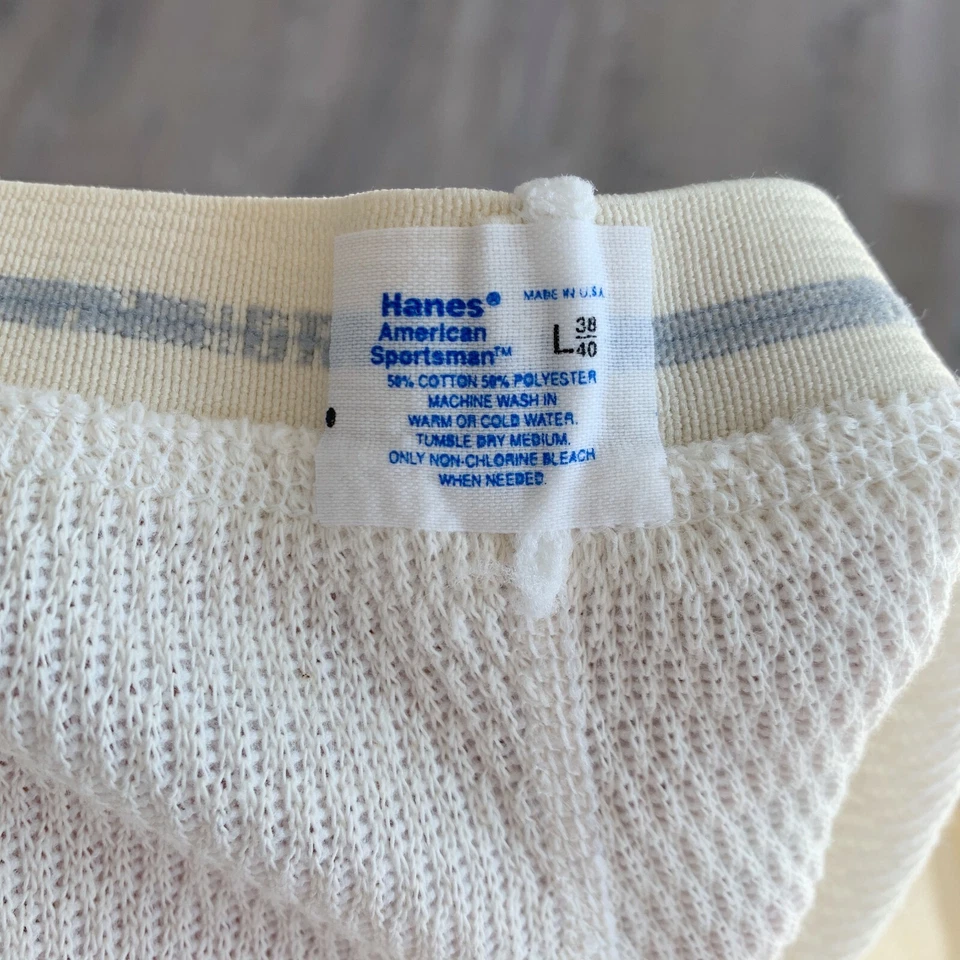 Hanes® MADE IN U.S.A.
American
Sportsman™ L 38/40
50% COTTON 50% POLYESTER
MACHINE WASH IN
WARM OR COLD WATER.
TUMBLE DRY MEDIUM.
ONLY NON-CHLORINE BLEACH
WHEN NEEDED.